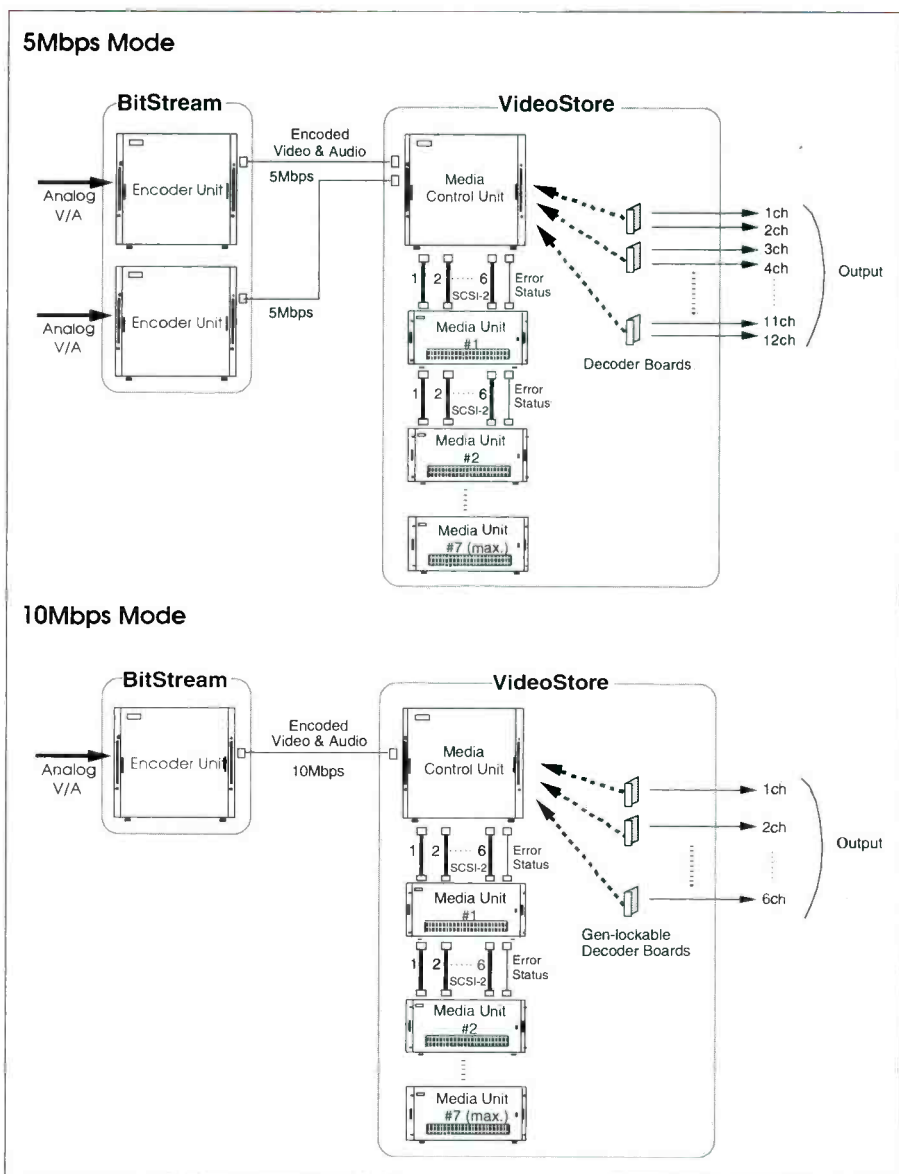 5Mbps Mode
BitStream
VideoStore
Encoded
Video & Audio
5Mbps
Analog
V/A
Encoder Unit
Media
Control Unit
1ch
2ch
3ch
4ch
Output
11ch
12ch
Decoder Boards
5Mbps
Analog
V/A
Encoder Unit
1 2 6
SCSI-2
Error
Status
Media Unit
#1
1 2 6
SCSI-2
Error
Status
Media Unit
#2
Media Unit
#7 (max.)
10Mbps Mode
BitStream
VideoStore
Encoded
Video & Audio
10Mbps
Analog
V/A
Encoder Unit
Media
Control Unit
1ch
2ch
Output
6ch
Gen-lockable
Decoder Boards
1 2 6
SCSI-2
Error
Status
Media Unit
#1
1 2 6
SCSI-2
Error
Status
Media Unit
#2
Media Unit
#7 (max.)